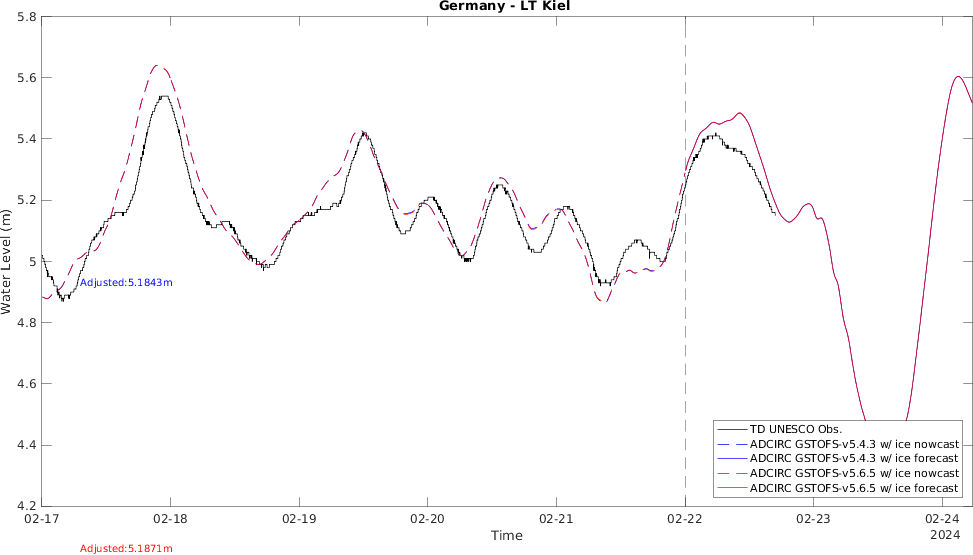 Germany - LT Kiel
5.8
5.6
5.4
5.2
5
4.8
4.6
4.4
4.2
Water Level (m)
Adjusted:5.1843m
TD UNESCO Obs.
ADCIRC GSTOFS-v5.4.3 w/ ice nowcast
ADCIRC GSTOFS-v5.4.3 w/ ice forecast
ADCIRC GSTOFS-v5.6.5 w/ ice nowcast
ADCIRC GSTOFS-v5.6.5 w/ ice forecast
02-17 02-18 02-19 02-20 02-21 02-22 02-23 02-24
Time
2024
Adjusted:5.1871m